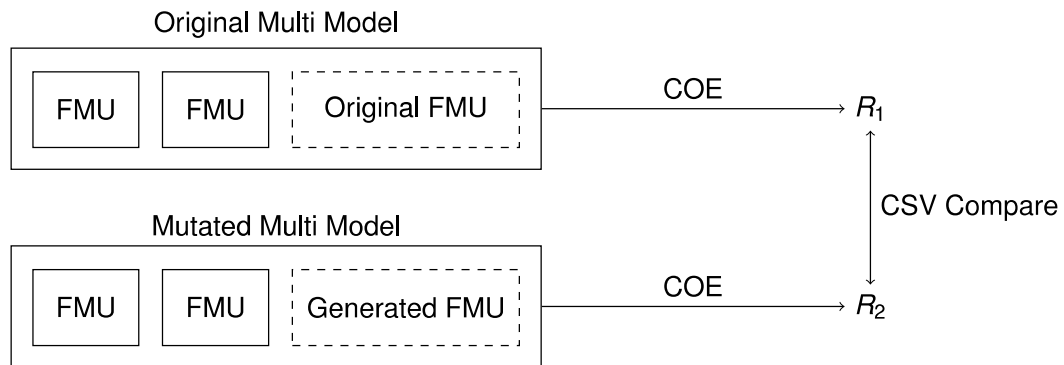 Original Multi Model
FMU FMU Original FMU
COE
R1
CSV Compare
Mutated Multi Model
FMU FMU Generated FMU
COE
R2